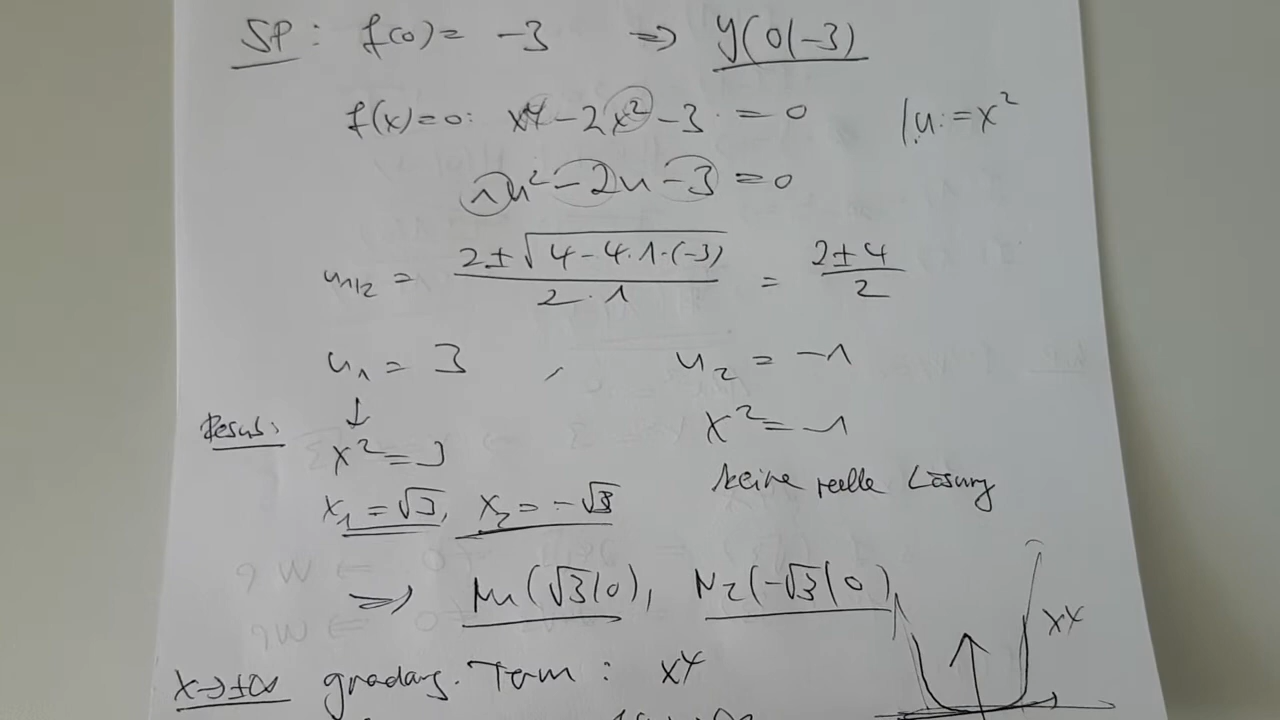 SP: f(0) = -3 ⇒ y(0|-3)
f(x)=0: x⁴ - 2x² - 3 = 0 |u:=x²
1u² - 2u - 3 = 0
u₁/₂ = (2 ± √(4 - 4·1·(-3))) / (2·1) = (2 ± 4) / 2
u₁ = 3 , u₂ = -1
Resub: ↓ x² = -1
x² = 3 keine reelle Lösung
x₁ = √3, x₂ = -√3
⇒ N₁(√3|0), N₂(-√3|0)
x⁴
x→±∞ gradaus. Term: x⁴